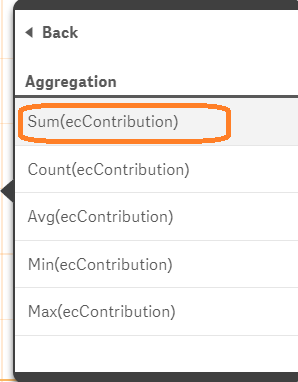 Back
Aggregation
Sum(ecContribution)
Count(ecContribution)
Avg(ecContribution)
Min(ecContribution)
Max(ecContribution)